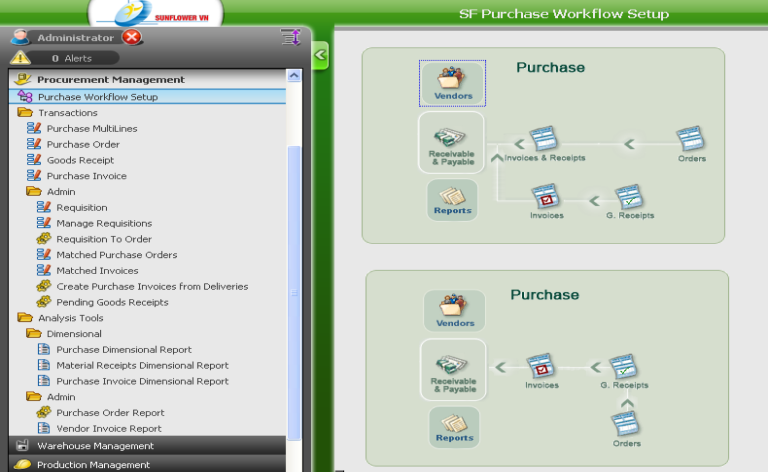 SUNFLOWER VN
SF Purchase Workflow Setup
Administrator
0 Alerts
Procurement Management
Purchase Workflow Setup
Transactions
Purchase MultiLines
Purchase Order
Goods Receipt
Purchase Invoice
Admin
Requisition
Manage Requisitions
Requisition To Order
Matched Purchase Orders
Matched Invoices
Create Purchase Invoices from Deliveries
Pending Goods Receipts
Analysis Tools
Dimensional
Purchase Dimensional Report
Material Receipts Dimensional Report
Purchase Invoice Dimensional Report
Admin
Purchase Order Report
Vendor Invoice Report
Warehouse Management
Production Management
Purchase
Vendors
Receivable
& Payable
Invoices & Receipts
Orders
Reports
Invoices
G. Receipts
Purchase
Vendors
Receivable
& Payable
Invoices
G. Receipts
Reports
Orders